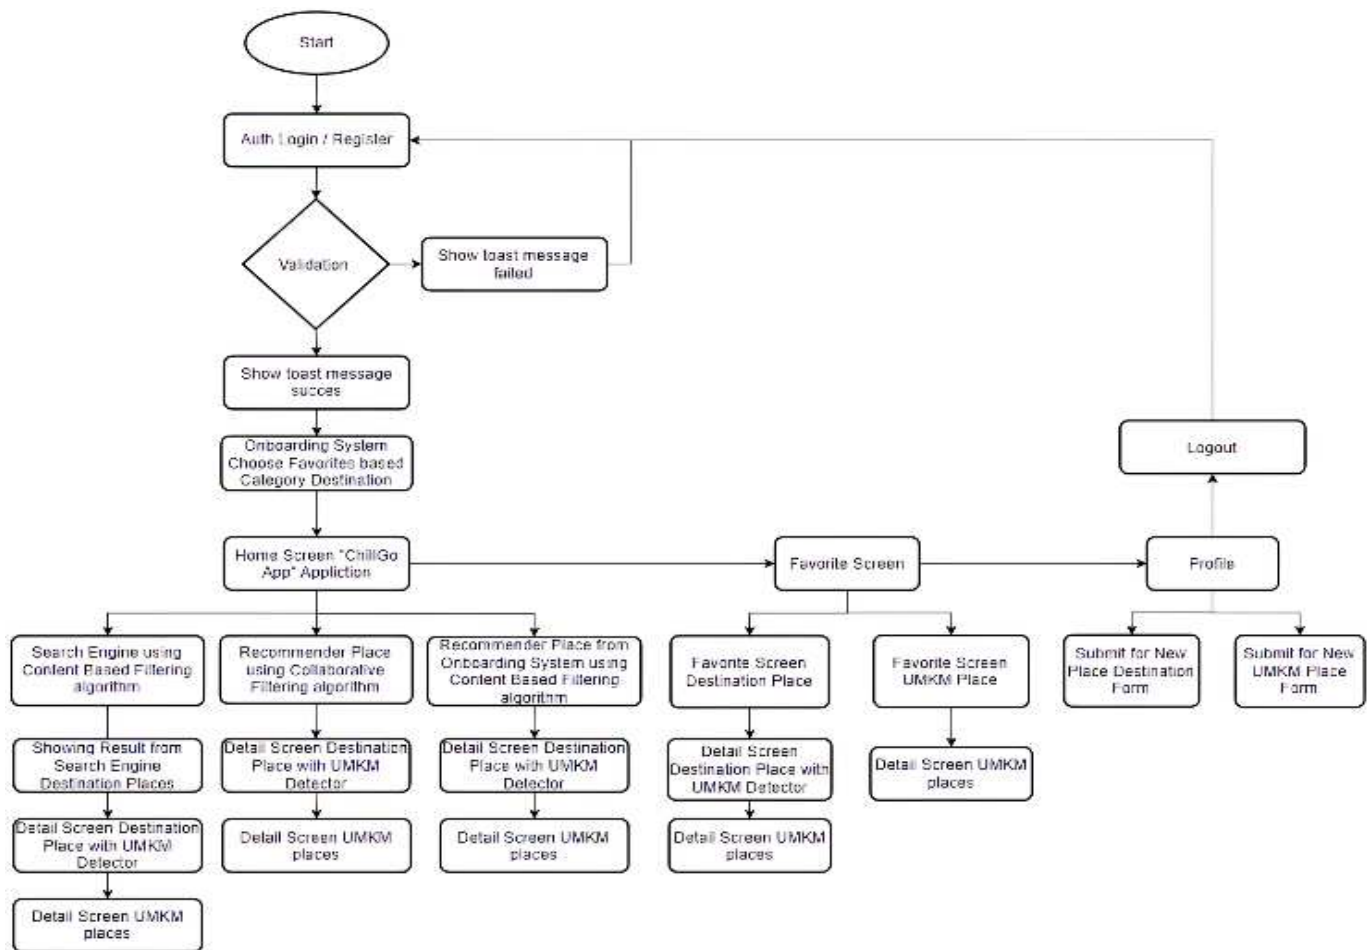 Start
Auth Login / Register
Validation
Show toast message
failed
Show toast message
succes
Onboarding System
Choose Favorites based
Category Destination
Logout
Home Screen "ChillGo
App" Appliction
Favorite Screen
Profile
Search Engine using
Content Based Filtering
algorithm
Recommender Place
using Collaborative
Filtering algorithm
Recommender Place from
Onboarding System using
Content Based Filtering
algorithm
Favorite Screen
Destination Place
Favorite Screen
UMKM Place
Submit for New
Place Destination
Form
Submit for New
UMKM Place
Form
Showing Result from
Search Engine
Destination Places
Detail Screen Destination
Place with UMKM
Detector
Detail Screen Destination
Place with UMKM
Detector
Detail Screen
Destination Place with
UMKM Detector
Detail Screen UMKM
places
Detail Screen Destination
Place with UMKM
Detector
Detail Screen UMKM
places
Detail Screen UMKM
places
Detail Screen UMKM
places
Detail Screen UMKM
places